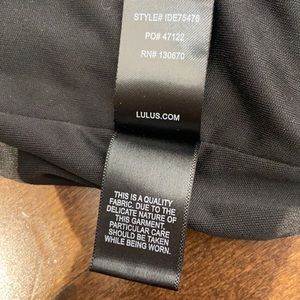 STYLE# IDE75476
PO# 47122
RN# 130670
LULUS.COM
THIS IS A QUALITY
FABRIC. DUE TO THE
DELICATE NATURE OF
THIS GARMENT,
PARTICULAR CARE
SHOULD BE TAKEN
WHILE BEING WORN.